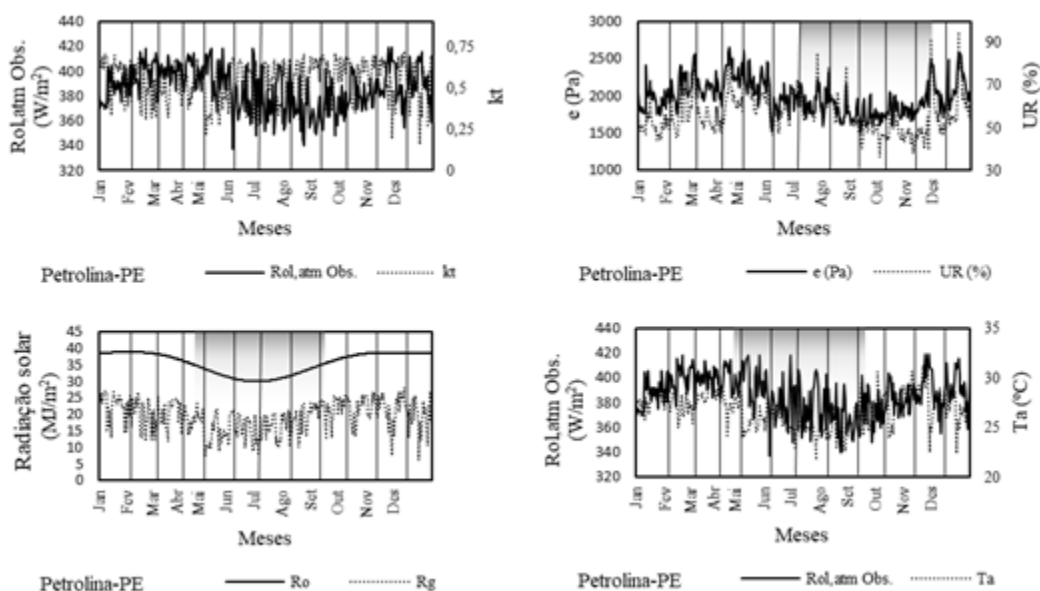 440
420
400
380
360
340
320
Rol,atm Obs.
(W/m²)
0,75
0,5
0,25
0
kt
Jan
Fev
Mar
Abr
Mai
Jun
Jul
Ago
Set
Out
Nov
Des
Meses
Petrolina-PE
Rol,atm Obs.
kt
3000
2500
2000
1500
1000
e (Pa)
90
70
50
30
UR (%)
Jan
Fev
Mar
Abr
Mai
Jun
Jul
Ago
Set
Out
Nov
Des
Meses
Petrolina-PE
e (Pa)
UR (%)
45
40
35
30
25
20
15
10
5
0
Radiação solar
(MJ/m²)
Jan
Fev
Mar
Abr
Mai
Jun
Jul
Ago
Set
Out
Nov
Des
Meses
Petrolina-PE
Ro
Rg
440
420
400
380
360
340
320
Rol,atm Obs.
(W/m²)
35
30
25
20
Ta (ºC)
Jan
Fev
Mar
Abr
Mai
Jun
Jul
Ago
Set
Out
Nov
Des
Meses
Petrolina-PE
Rol,atm Obs.
Ta